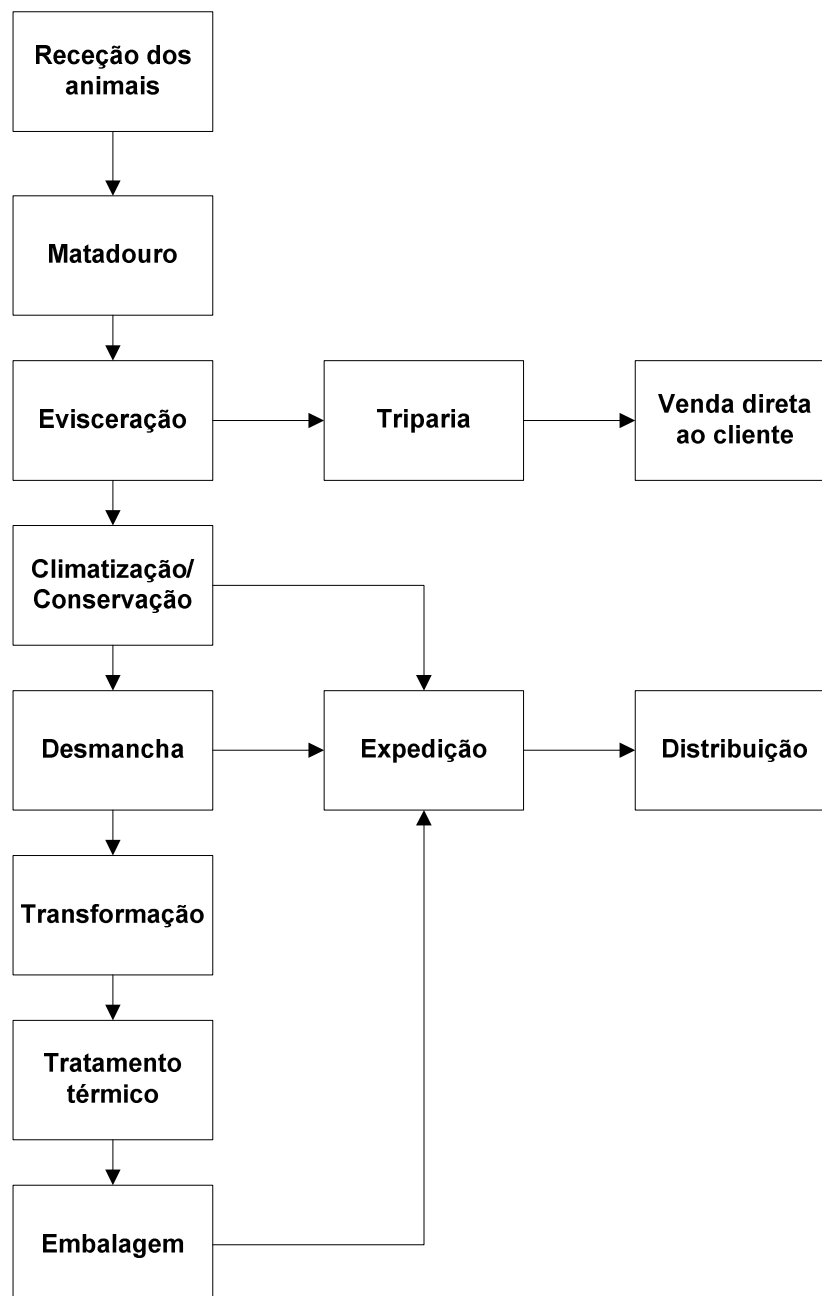 Receção dos
animais
Matadouro
Evisceração
Triparia
Venda direta
ao cliente
Climatização/
Conservação
Desmancha
Expedição
Distribuição
Transformação
Tratamento
térmico
Embalagem